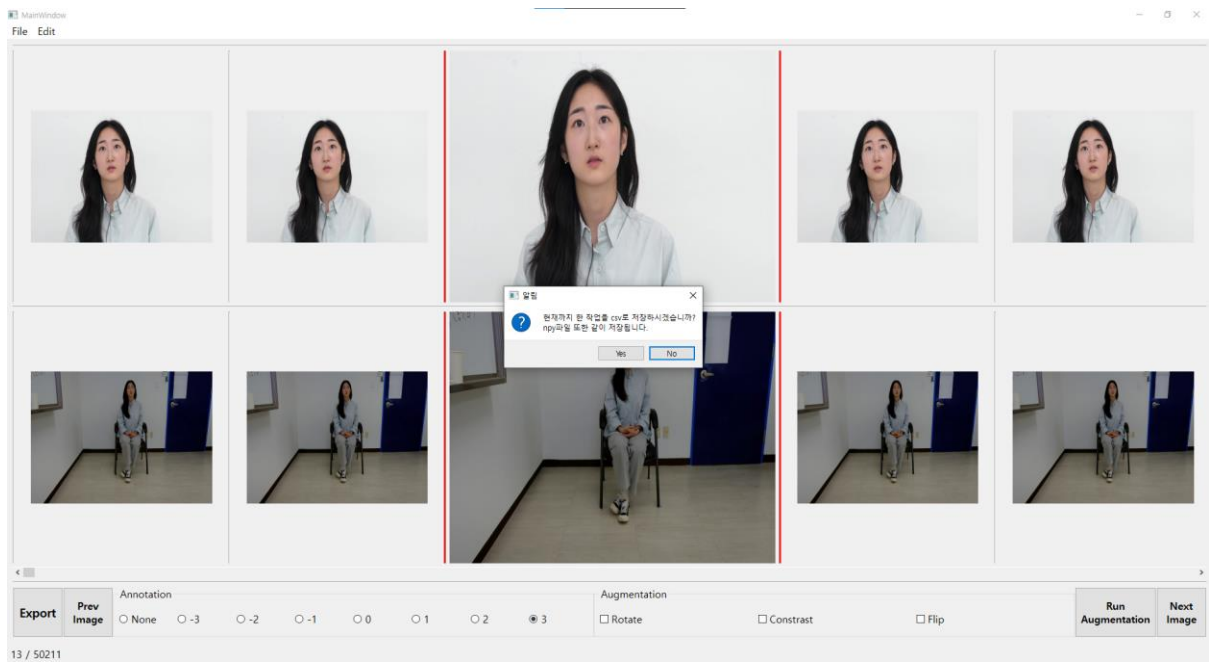 MainWindow
File Edit
알림
현재까지 한 작업을 csv로 저장하시겠습니까?
npy파일 또한 같이 저장됩니다.
Yes No
Export
Prev
Image
Annotation
None -3 -2 -1 0 1 2 3
Augmentation
Rotate Constrast Flip
Run
Augmentation
Next
Image
13 / 50211